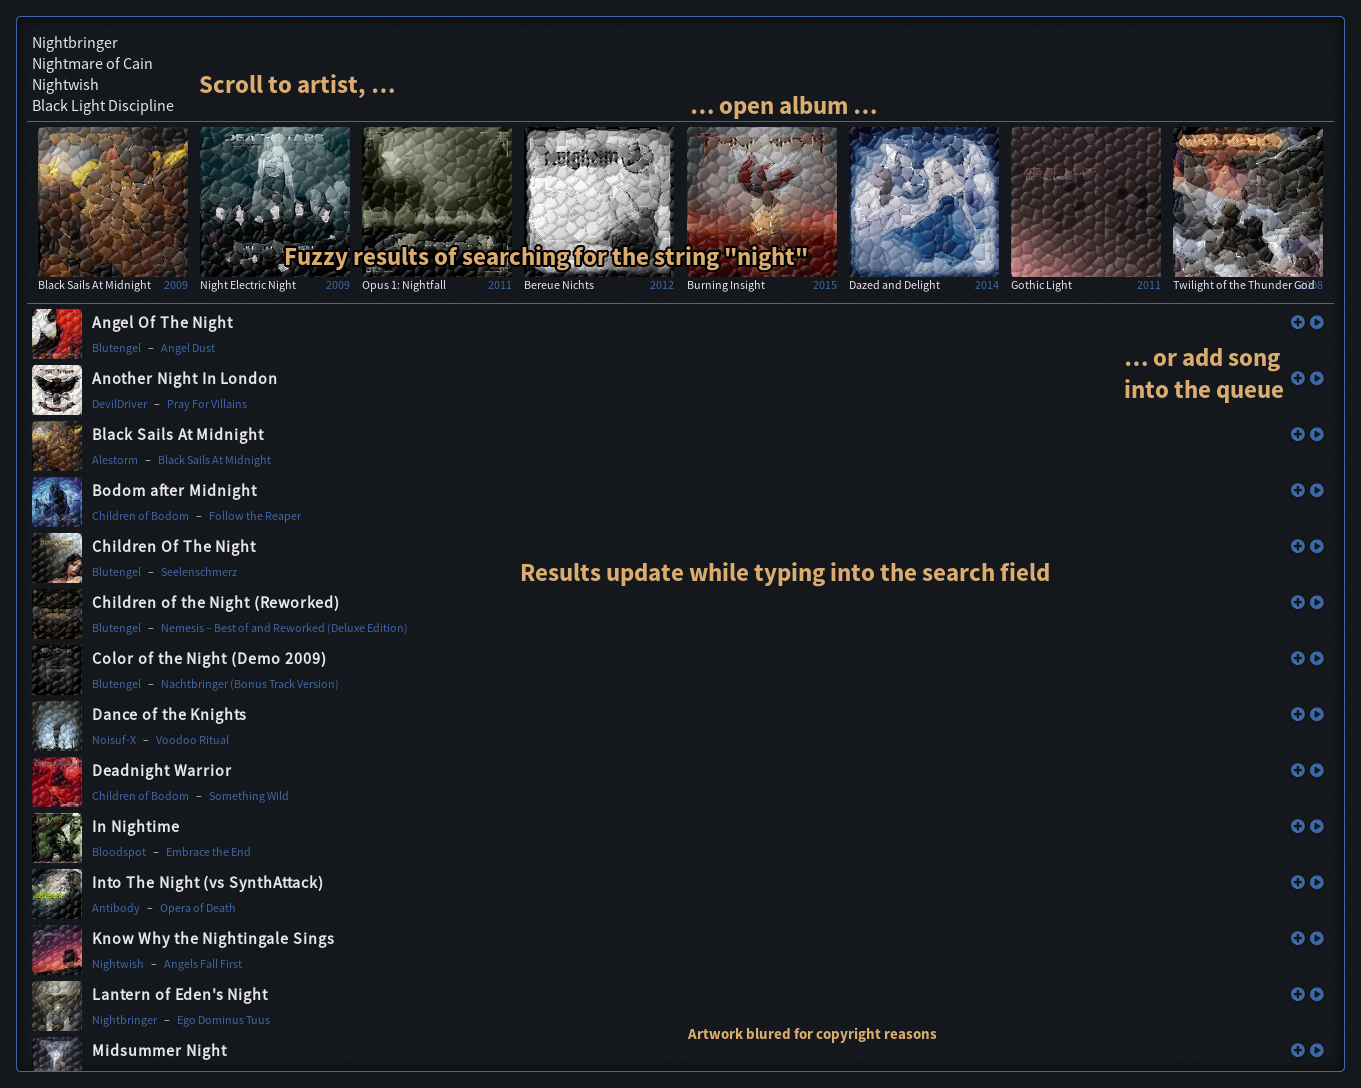 Nightbringer
Nightmare of Cain
Nightwish
Black Light Discipline
Scroll to artist, ...
... open album ...
Fuzzy results of searching for the string "night"
Black Sails At Midnight 2009
Night Electric Night 2009
Opus 1: Nightfall 2011
Bereue Nichts 2012
Burning Insight 2015
Dazed and Delight 2014
Gothic Light 2011
Twilight of the Thunder God 2008
Angel Of The Night
Blutengel – Angel Dust
... or add song
into the queue
Another Night In London
DevilDriver – Pray For Villains
Black Sails At Midnight
Alestorm – Black Sails At Midnight
Bodom after Midnight
Children of Bodom – Follow the Reaper
Children Of The Night
Blutengel – Seelenschmerz
Results update while typing into the search field
Children of the Night (Reworked)
Blutengel – Nemesis – Best of and Reworked (Deluxe Edition)
Color of the Night (Demo 2009)
Blutengel – Nachtbringer (Bonus Track Version)
Dance of the Knights
Noisuf-X – Voodoo Ritual
Deadnight Warrior
Children of Bodom – Something Wild
In Nightime
Bloodspot – Embrace the End
Into The Night (vs SynthAttack)
Antibody – Opera of Death
Know Why the Nightingale Sings
Nightwish – Angels Fall First
Lantern of Eden's Night
Nightbringer – Ego Dominus Tuus
Artwork blured for copyright reasons
Midsummer Night